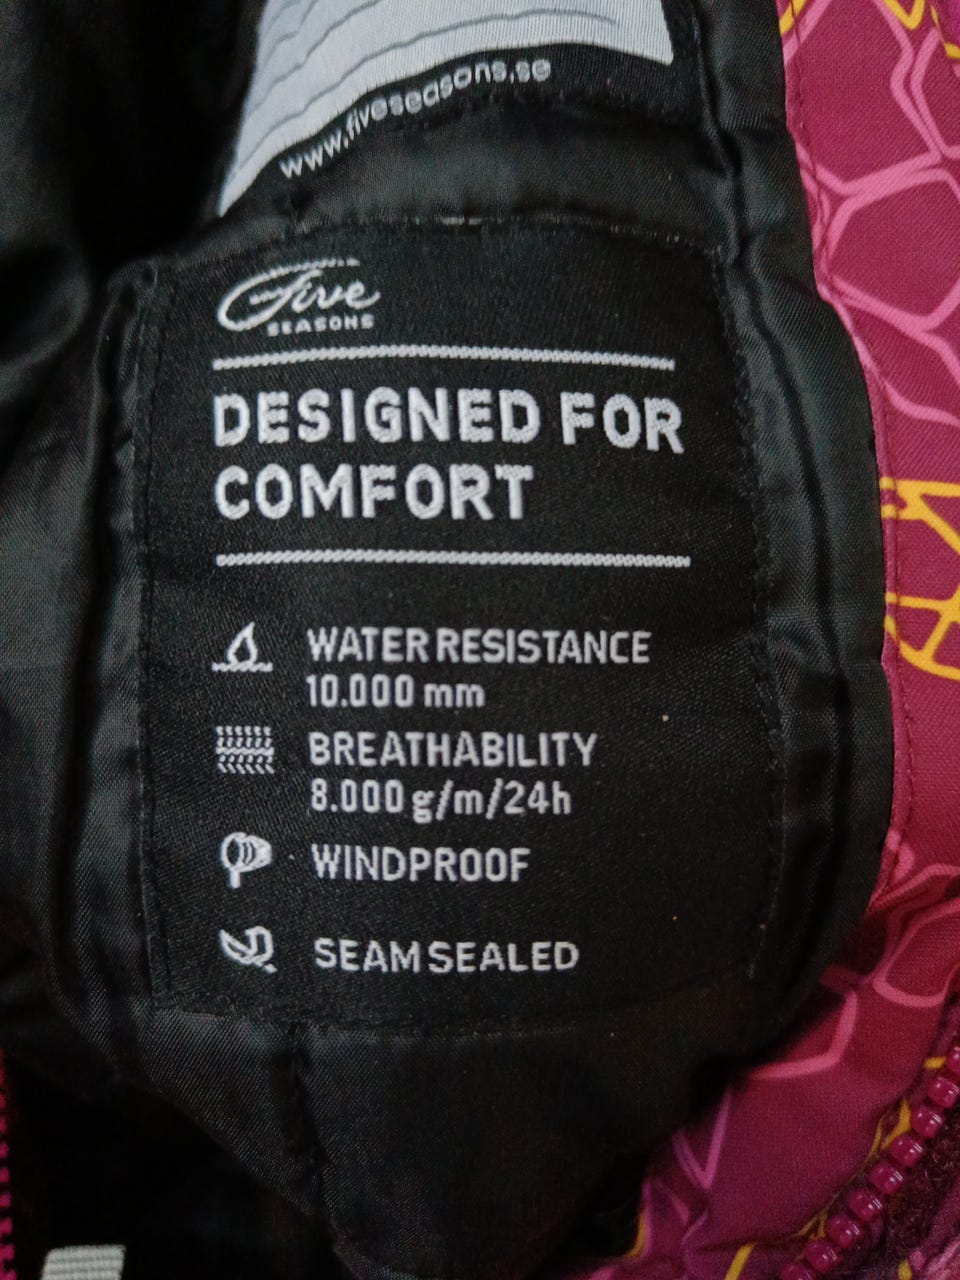 www.fiveseasons.se
Five
SEASONS
DESIGNED FOR
COMFORT
WATER RESISTANCE
10.000 mm
BREATHABILITY
8.000 g/m/24h
WINDPROOF
SEAM SEALED